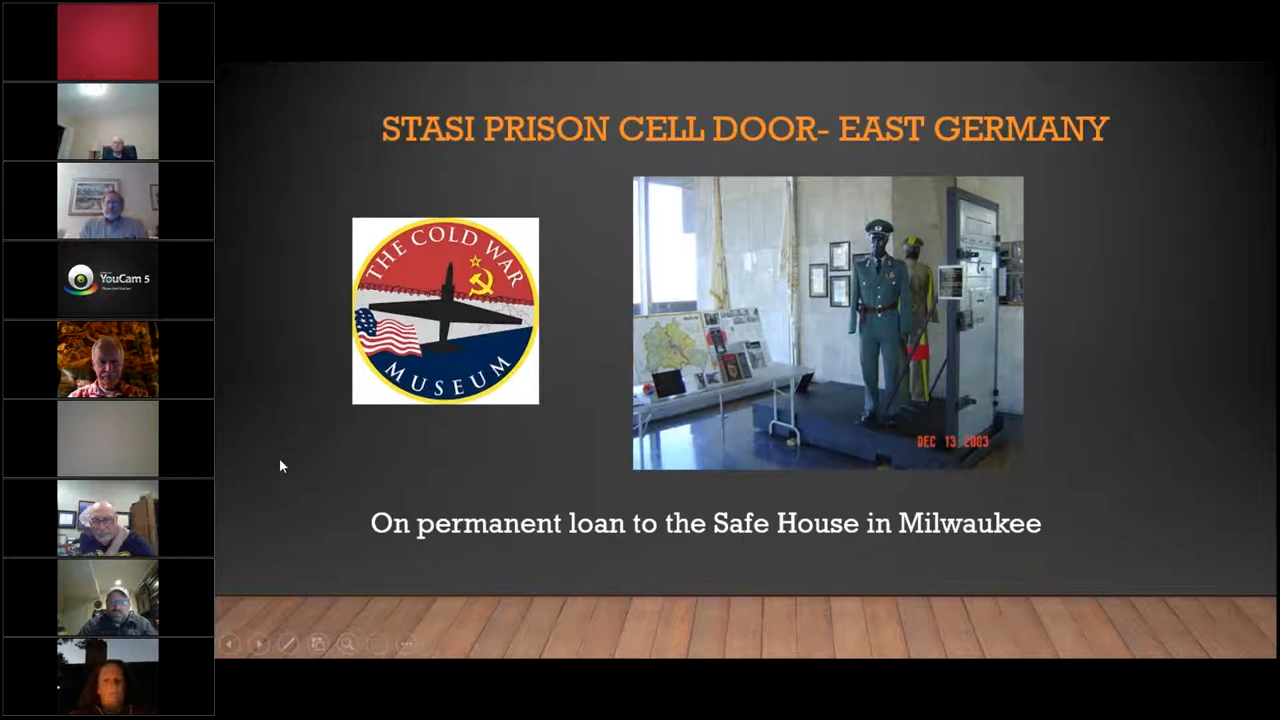 STASI PRISON CELL DOOR- EAST GERMANY
THE COLD WAR
MUSEUM
DEC 13 2003
On permanent loan to the Safe House in Milwaukee
YouCam 5